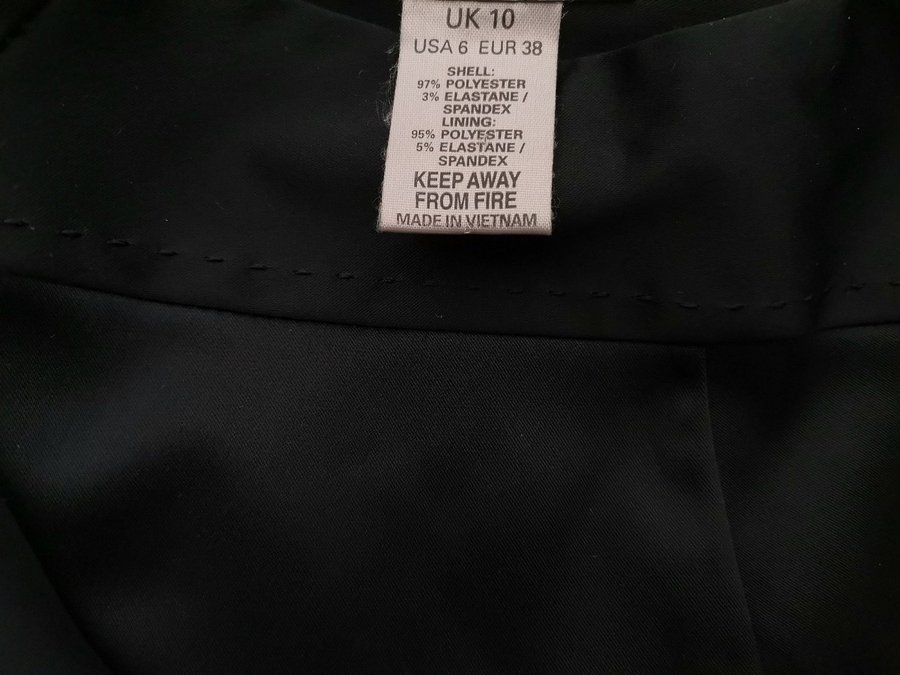 UK 10
USA 6 EUR 38
SHELL:
97% POLYESTER
3% ELASTANE /
SPANDEX
LINING:
95% POLYESTER
5% ELASTANE /
SPANDEX
KEEP AWAY
FROM FIRE
MADE IN VIETNAM